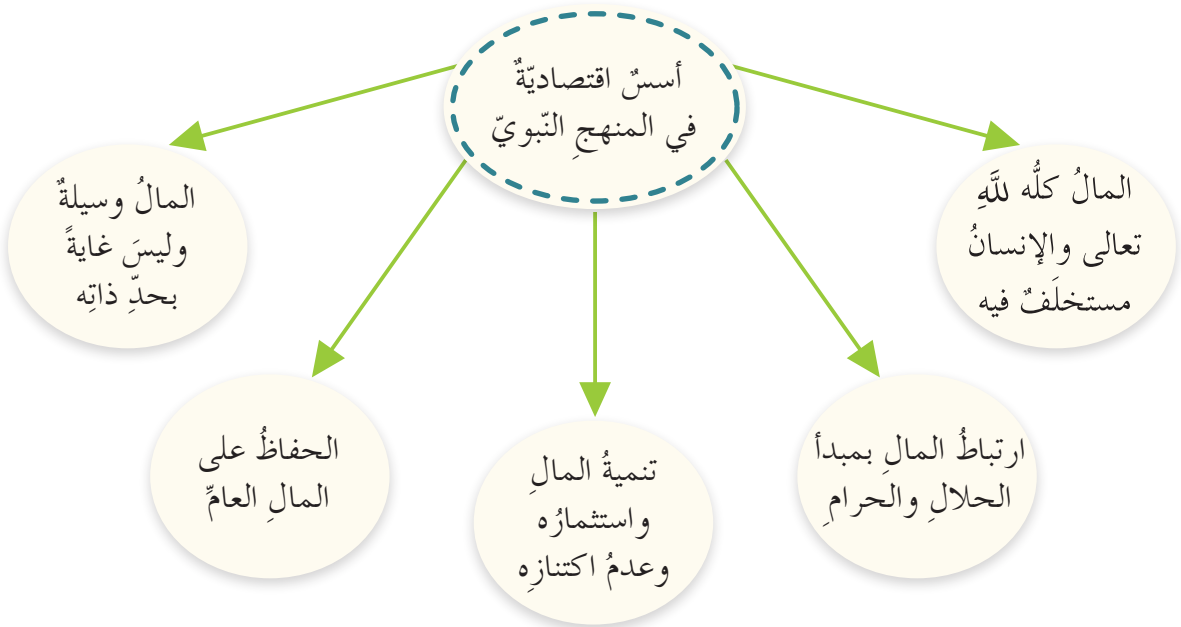 أسسٌ اقتصاديّةٌ
في المنهجِ النّبويّ
المالُ كلُّه للَّهِ
تعالى والإنسانُ
مستخلَفٌ فيه
ارتباطُ المالِ بمبدأ
الحلالِ والحرامِ
تنميةُ المالِ
واستثمارُه
وعدمُ اكتنازِه
الحفاظُ على
المالِ العامِّ
المالُ وسيلةٌ
وليسَ غايةً
بحدِّ ذاتِه